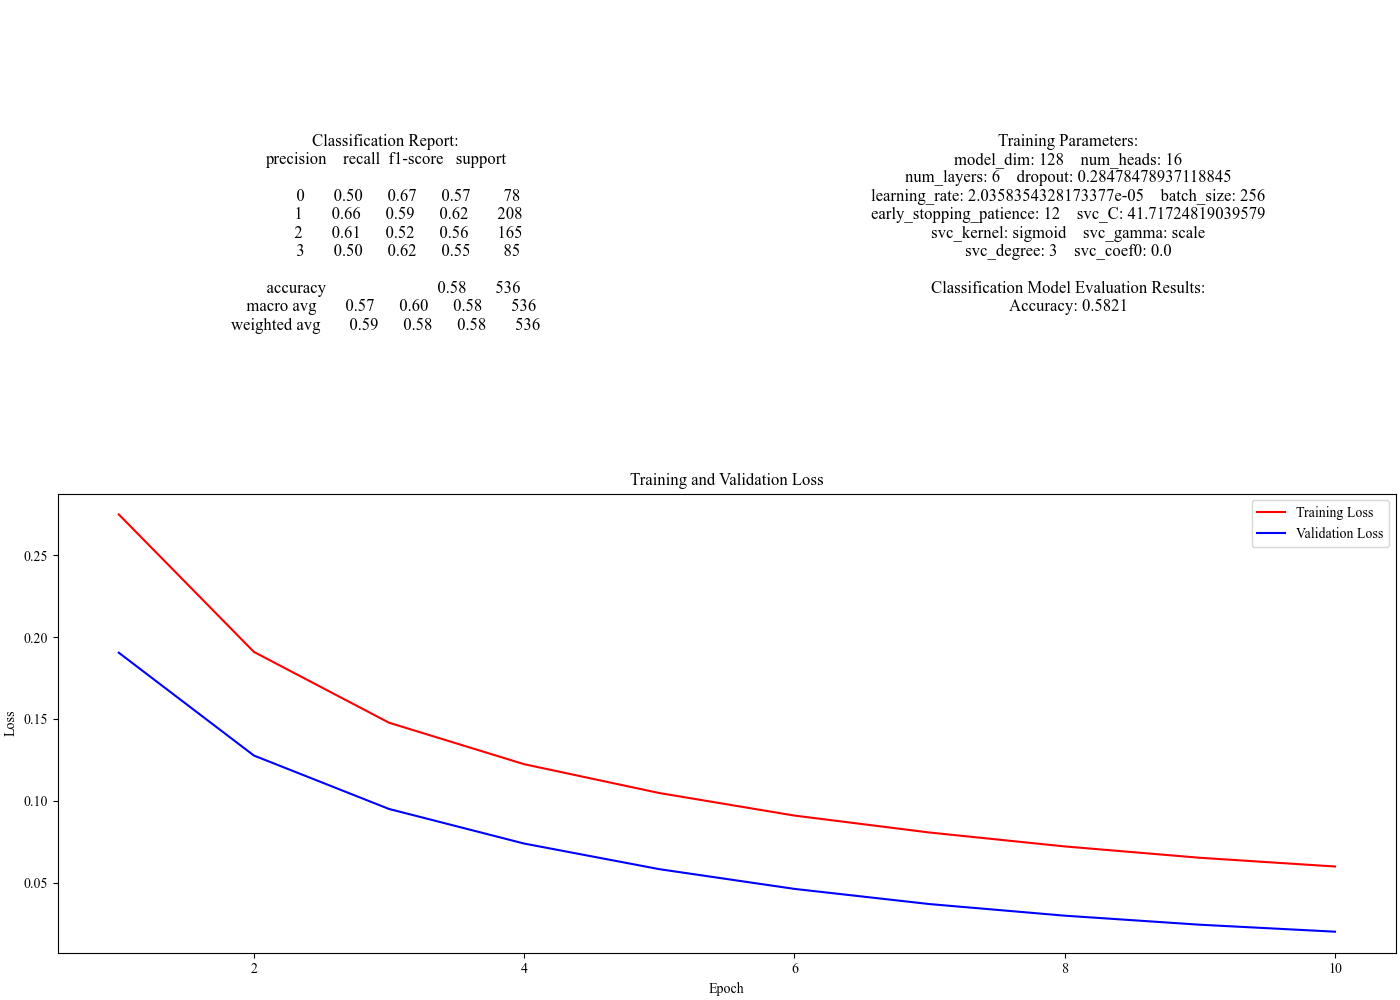 Classification Report:
precision recall f1-score support
0 0.50 0.67 0.57 78
1 0.66 0.59 0.62 208
2 0.61 0.52 0.56 165
3 0.50 0.62 0.55 85
accuracy 0.58 536
macro avg 0.57 0.60 0.58 536
weighted avg 0.59 0.58 0.58 536
Training Parameters:
model_dim: 128 num_heads: 16
num_layers: 6 dropout: 0.28478478937118845
learning_rate: 2.0358354328173377e-05 batch_size: 256
early_stopping_patience: 12 svc_C: 41.71724819039579
svc_kernel: sigmoid svc_gamma: scale
svc_degree: 3 svc_coef0: 0.0
Classification Model Evaluation Results:
Accuracy: 0.5821
Training and Validation Loss
Training Loss
Validation Loss
0.25
0.20
0.15
0.10
0.05
Loss
2 4 6 8 10
Epoch